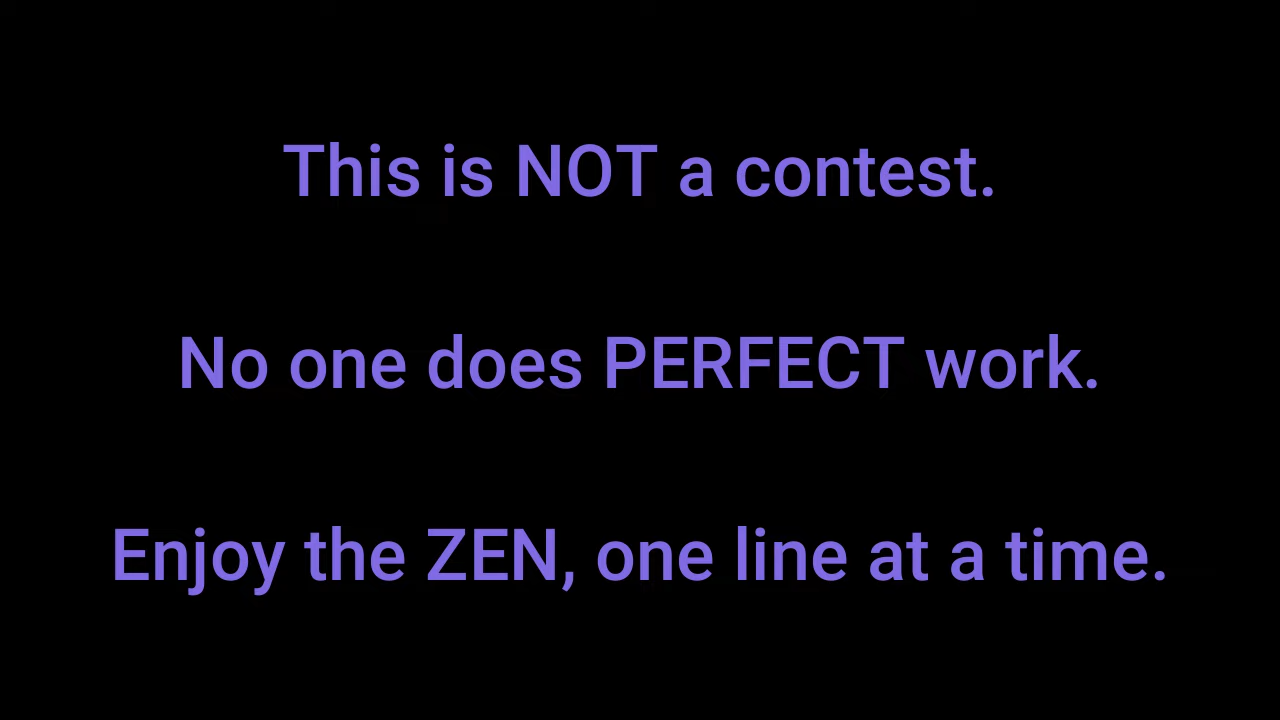 This is NOT a contest.
No one does PERFECT work.
Enjoy the ZEN, one line at a time.